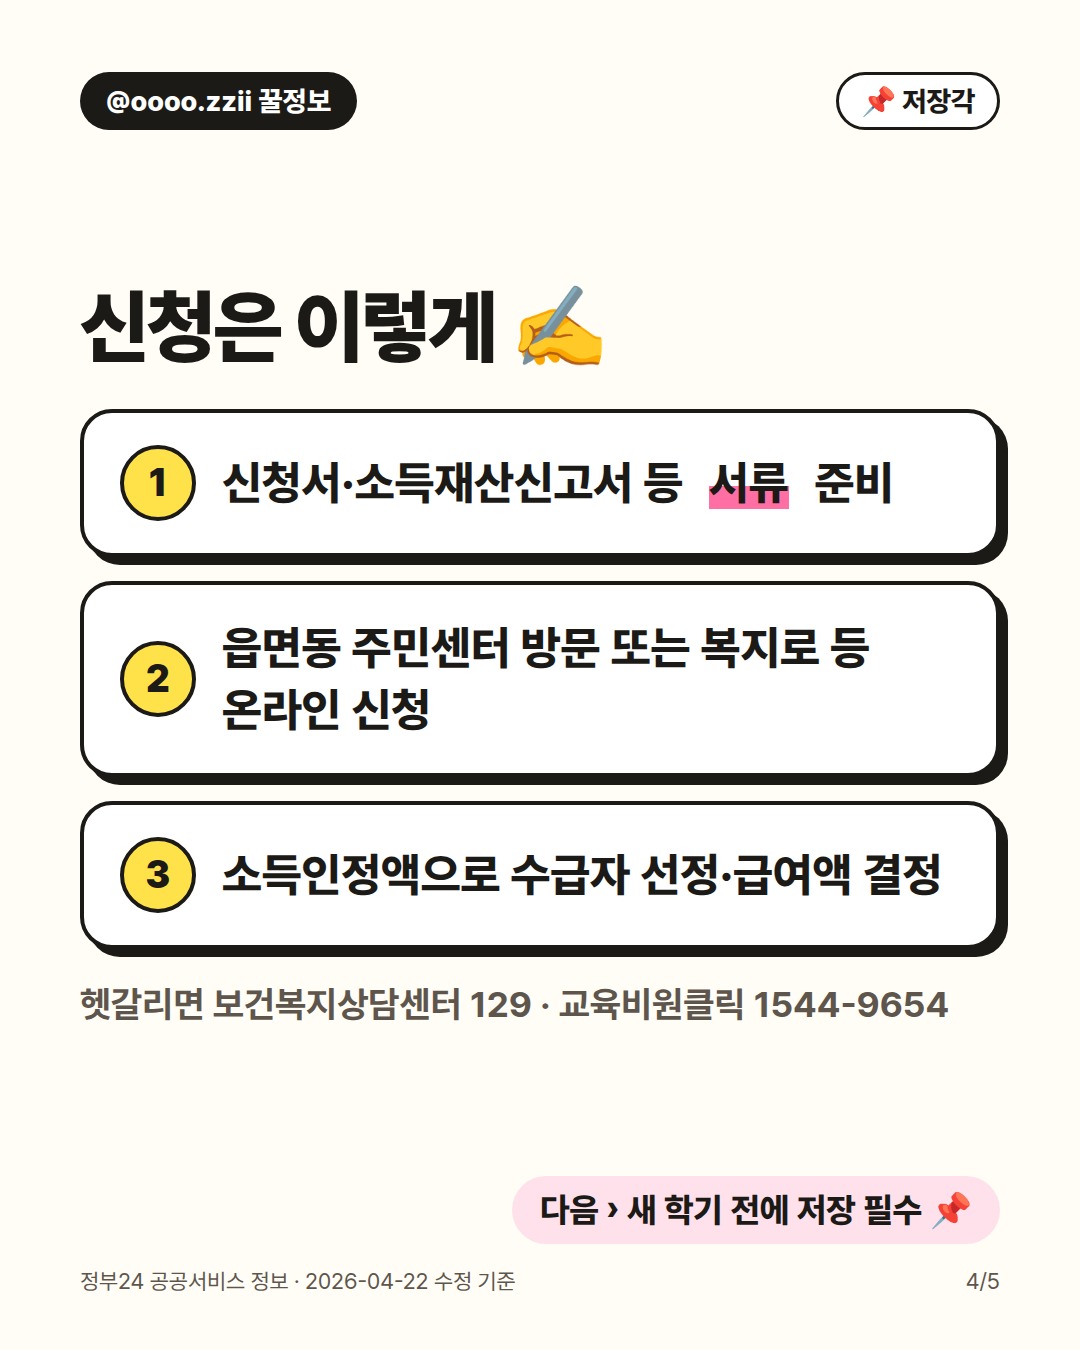 @oooo.zzii 꿀정보
📌 저장각
신청은 이렇게 ✍️
1 신청서·소득재산신고서 등 서류 준비
2 읍면동 주민센터 방문 또는 복지로 등
온라인 신청
3 소득인정액으로 수급자 선정·급여액 결정
헷갈리면 보건복지상담센터 129 · 교육비원클릭 1544-9654
다음 › 새 학기 전에 저장 필수 📌
정부24 공공서비스 정보 · 2026-04-22 수정 기준
4/5